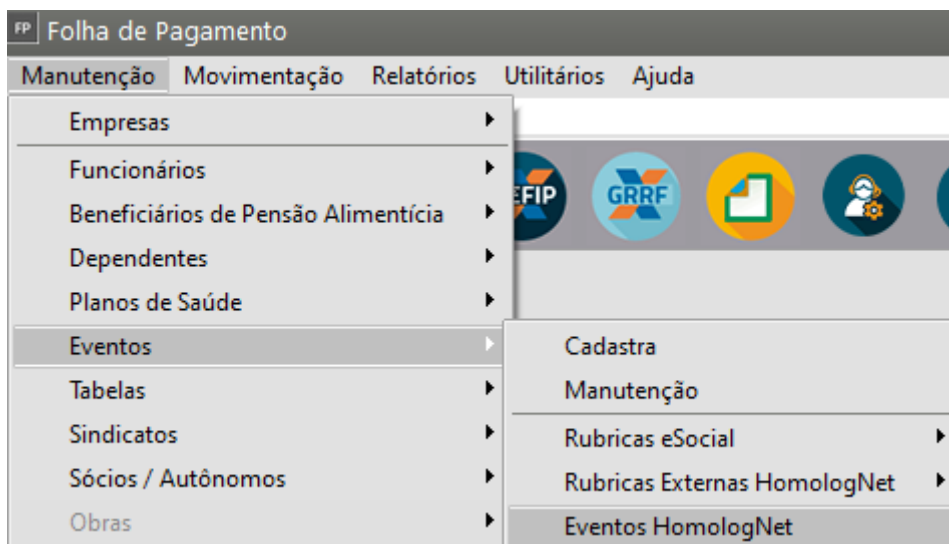 FP Folha de Pagamento
Manutenção Movimentação Relatórios Utilitários Ajuda
Empresas
Funcionários
Beneficiários de Pensão Alimentícia
Dependentes
Planos de Saúde
Eventos
Tabelas
Sindicatos
Sócios / Autônomos
Obras
EFIP
GRRF
Cadastra
Manutenção
Rubricas eSocial
Rubricas Externas HomologNet
Eventos HomologNet